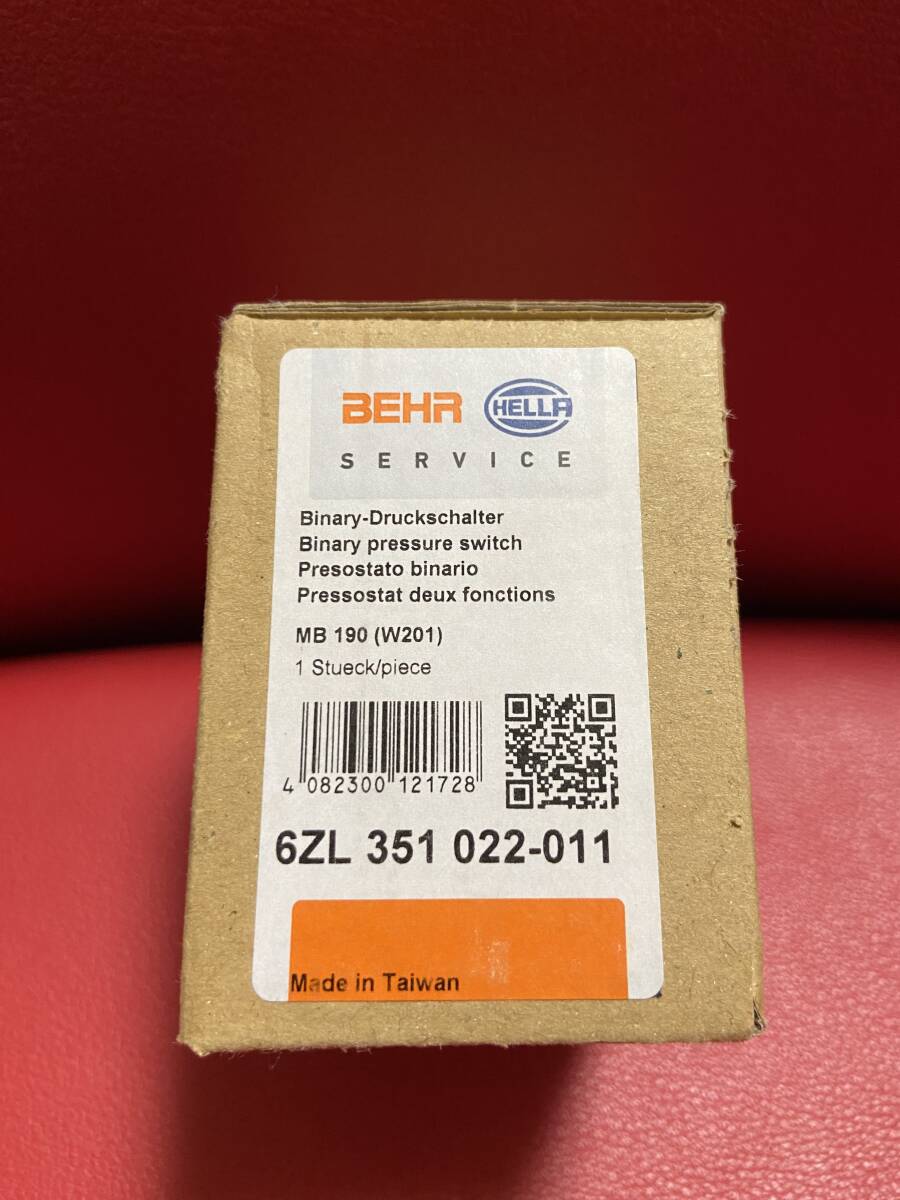 BEHR HELLA
SERVICE
Binary-Druckschalter
Binary pressure switch
Presostato binario
Pressostat deux fonctions
MB 190 (W201)
1 Stueck/piece
4 082300 121728
6ZL 351 022-011
Made in Taiwan